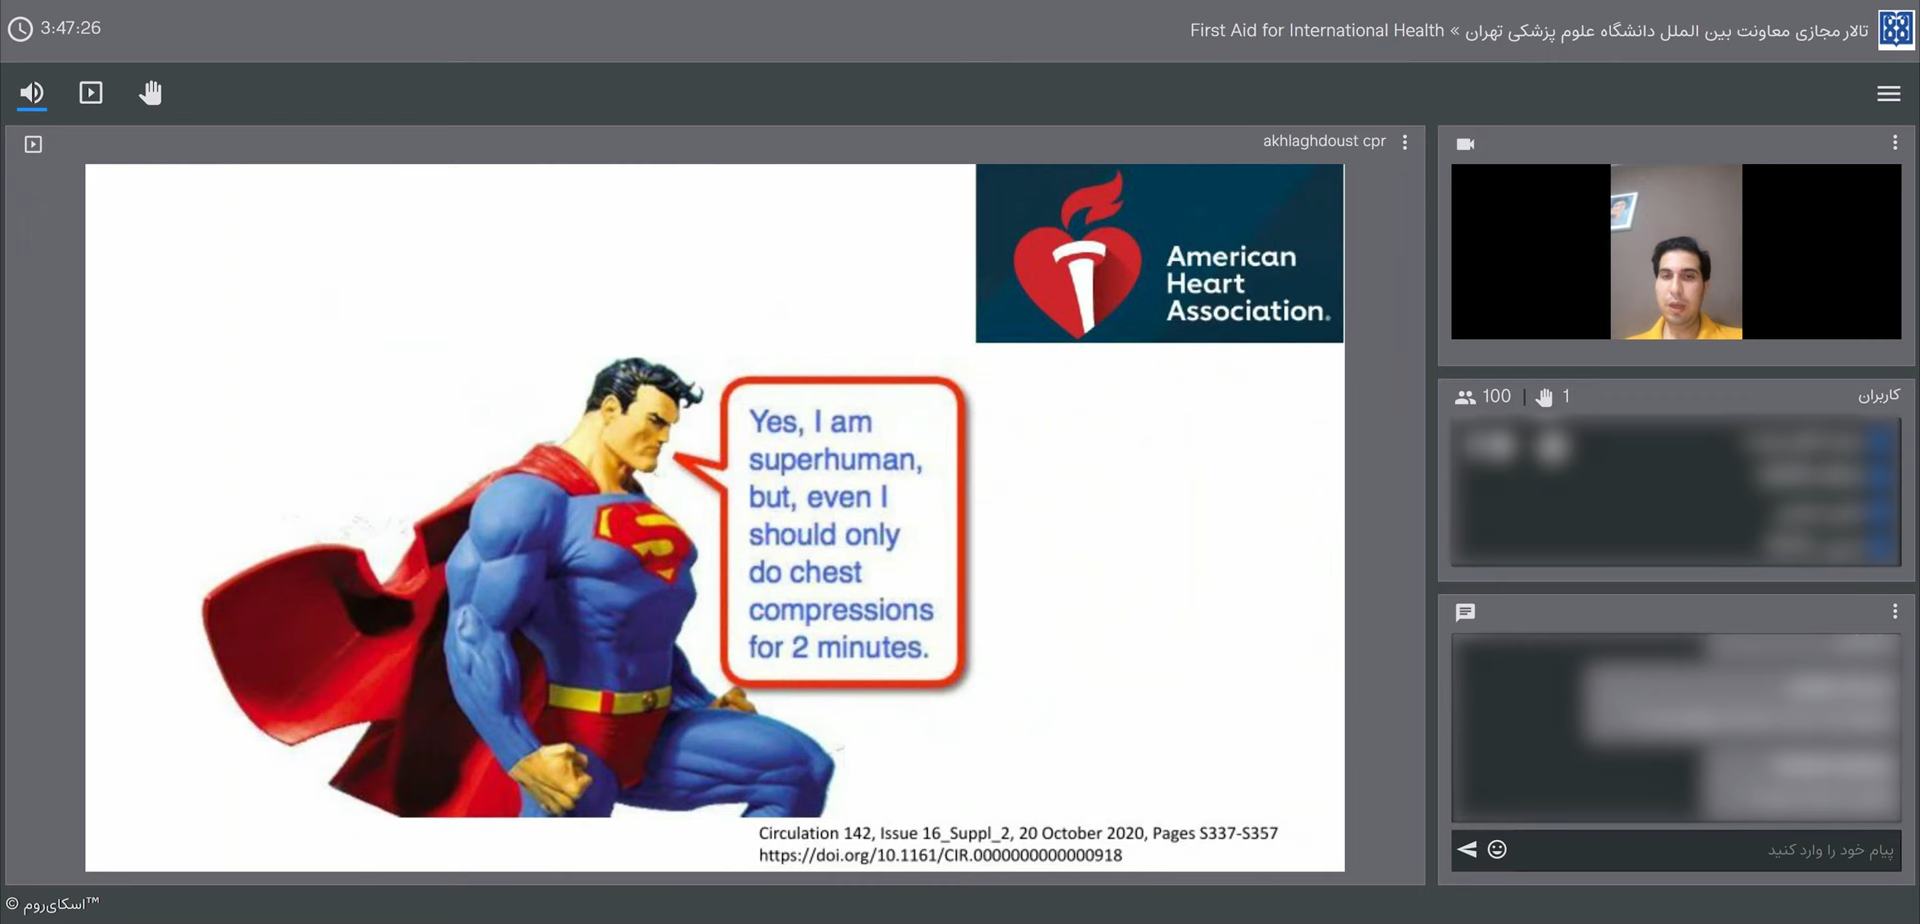 3:47:26
تالار مجازی معاونت بین الملل دانشگاه علوم پزشکی تهران » First Aid for International Health
akhlaghdoust cpr
American
Heart
Association.
Yes, I am
superhuman,
but, even I
should only
do chest
compressions
for 2 minutes.
Circulation 142, Issue 16_Suppl_2, 20 October 2020, Pages S337-S357
https://doi.org/10.1161/CIR.0000000000000918
کاربران
100 | 1
پیام خود را وارد کنید
© اسکای‌روم™